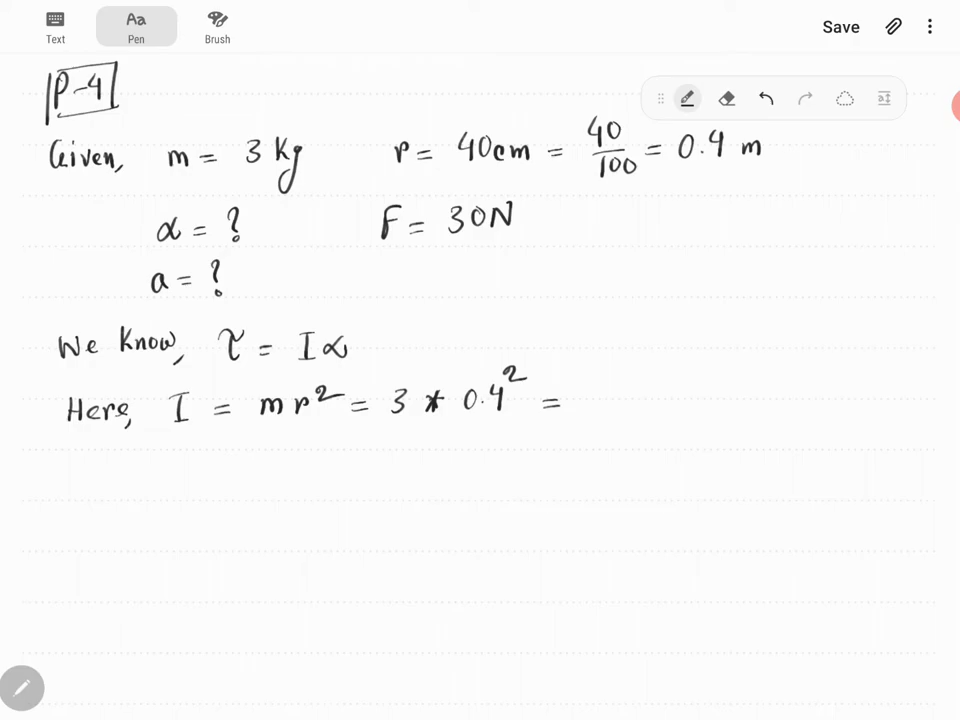 Text Aa Pen Brush Save
P-4
Given, m = 3 Kg r = 40cm = 40/100 = 0.4 m
α = ? F = 30N
a = ?
We know, τ = Iα
Here, I = mr² = 3 * 0.4² =